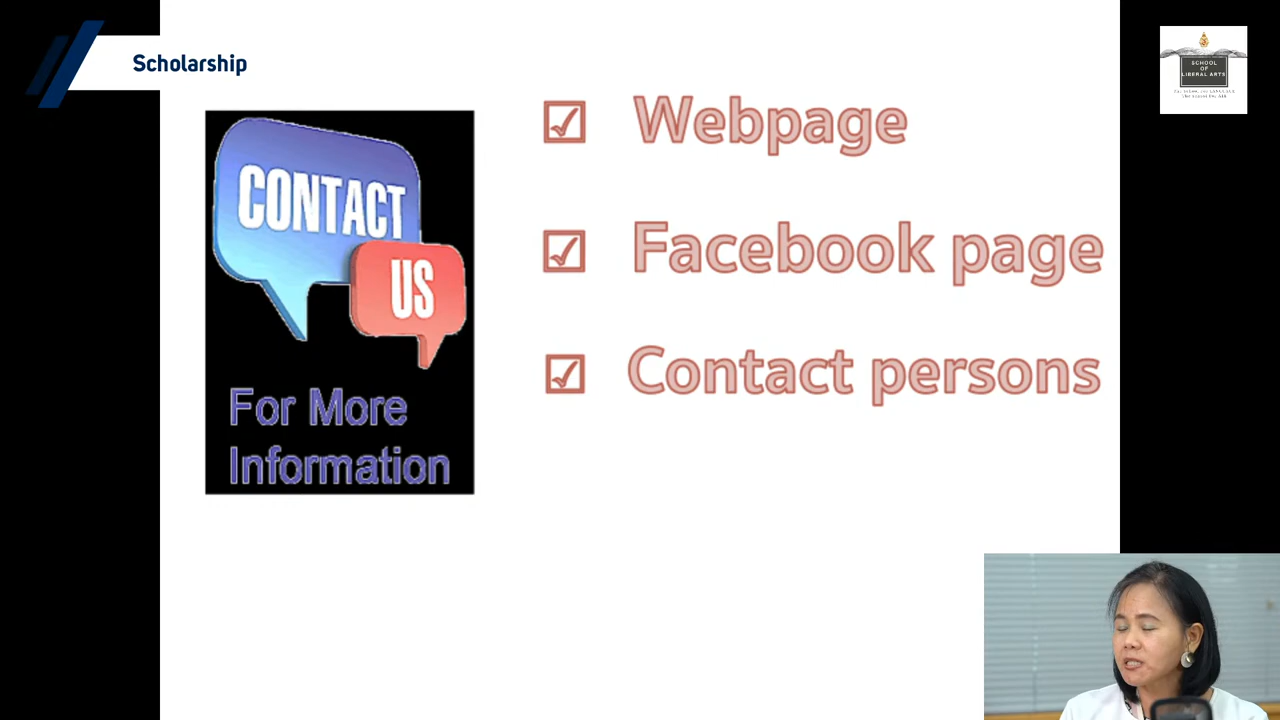 Scholarship
SCHOOL
OF
LIBERAL ARTS
CONTACT
US
For More
Information
Webpage
Facebook page
Contact persons